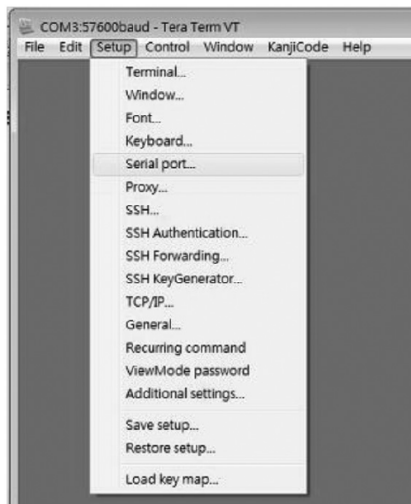 COM3:57600baud - Tera Term VT
File Edit Setup Control Window KanjiCode Help
Terminal...
Window...
Font...
Keyboard...
Serial port...
Proxy...
SSH...
SSH Authentication...
SSH Forwarding...
SSH KeyGenerator...
TCP/IP...
General...
Recurring command
ViewMode password
Additional settings...
Save setup...
Restore setup...
Load key map...